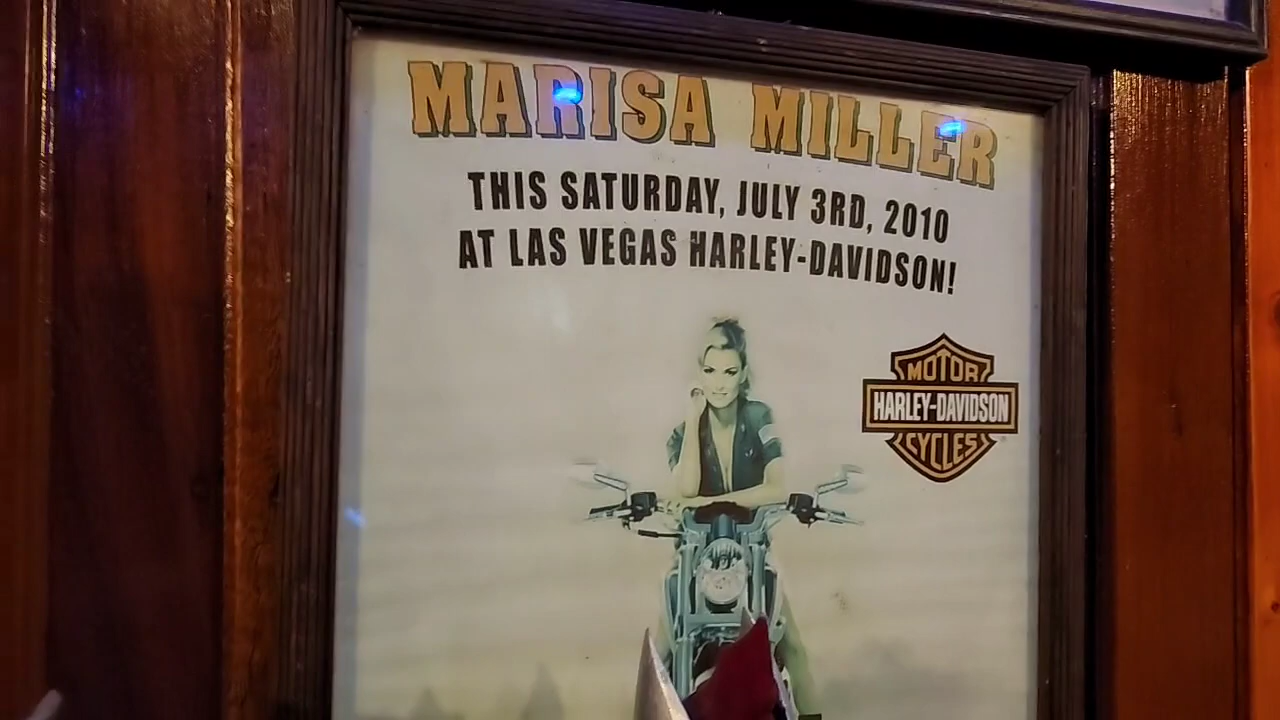 MARISA MILLER
THIS SATURDAY, JULY 3RD, 2010
AT LAS VEGAS HARLEY-DAVIDSON!
MOTOR
HARLEY-DAVIDSON
CYCLES